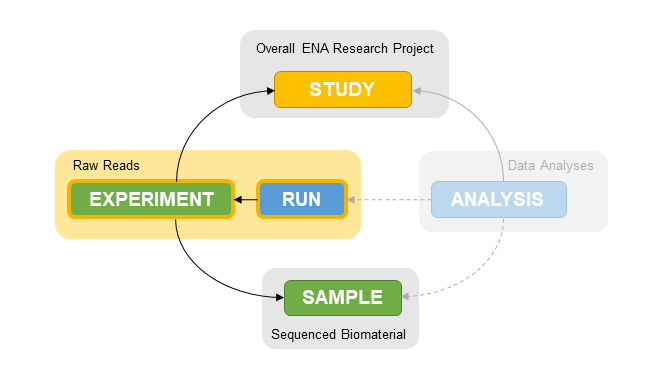 Overall ENA Research Project
STUDY
Raw Reads
EXPERIMENT
RUN
Data Analyses
ANALYSIS
SAMPLE
Sequenced Biomaterial